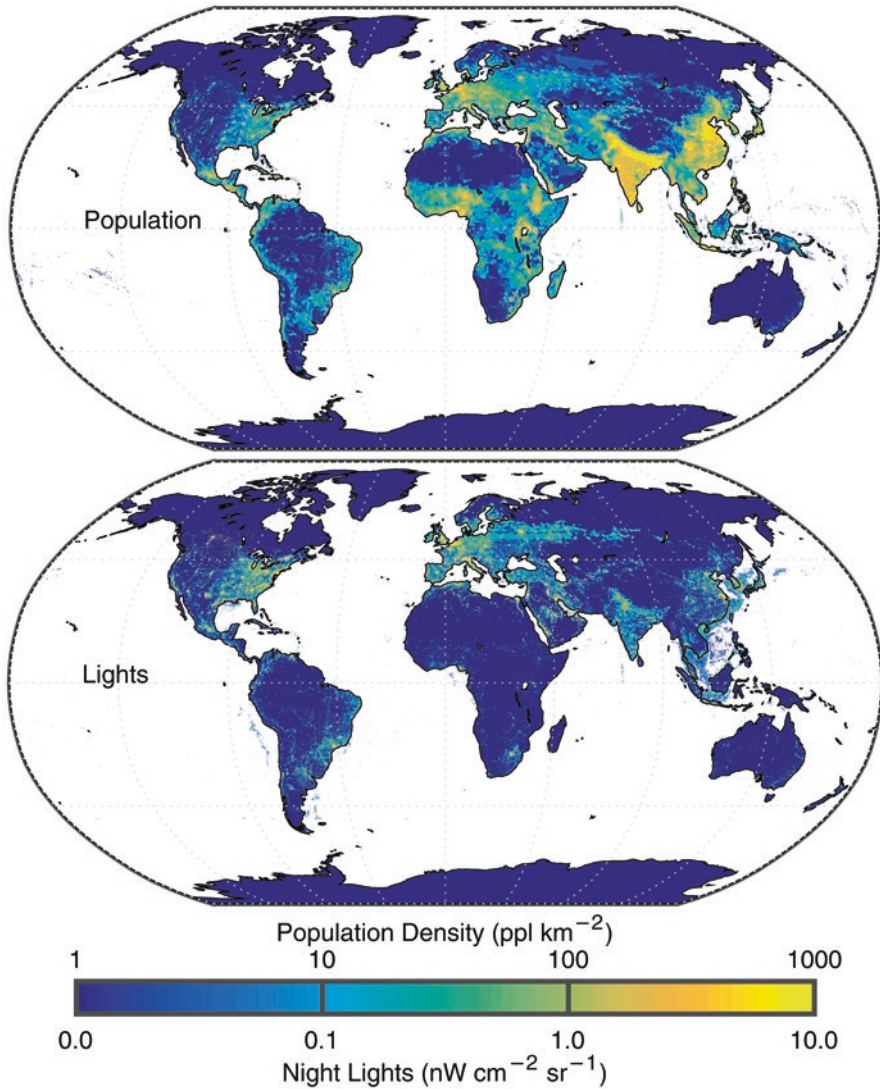 Population
Lights
Population Density (ppl km⁻²)
1 10 100 1000
0.0 0.1 1.0 10.0
Night Lights (nW cm⁻² sr⁻¹)